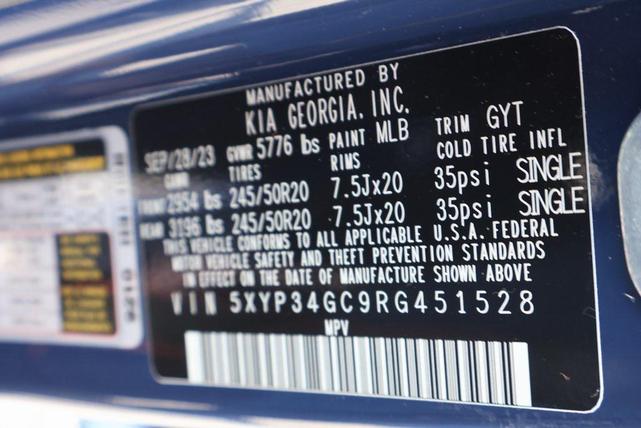 MANUFACTURED BY
KIA GEORGIA, INC.
SEP/28/23 GVWR 5776 lbs PAINT MLB TRIM GYT
GAWR TIRES RIMS COLD TIRE INFL
FRONT 2954 lbs 245/50R20 7.5Jx20 35psi SINGLE
REAR 3196 lbs 245/50R20 7.5Jx20 35psi SINGLE
THIS VEHICLE CONFORMS TO ALL APPLICABLE U.S.A. FEDERAL
MOTOR VEHICLE SAFETY AND THEFT PREVENTION STANDARDS
IN EFFECT ON THE DATE OF MANUFACTURE SHOWN ABOVE
VIN 5XYP34GC9RG451528
MPV